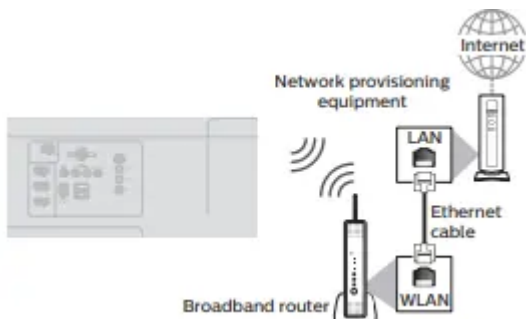 Internet
Network provisioning
equipment
LAN
Ethernet
cable
Broadband router
WLAN